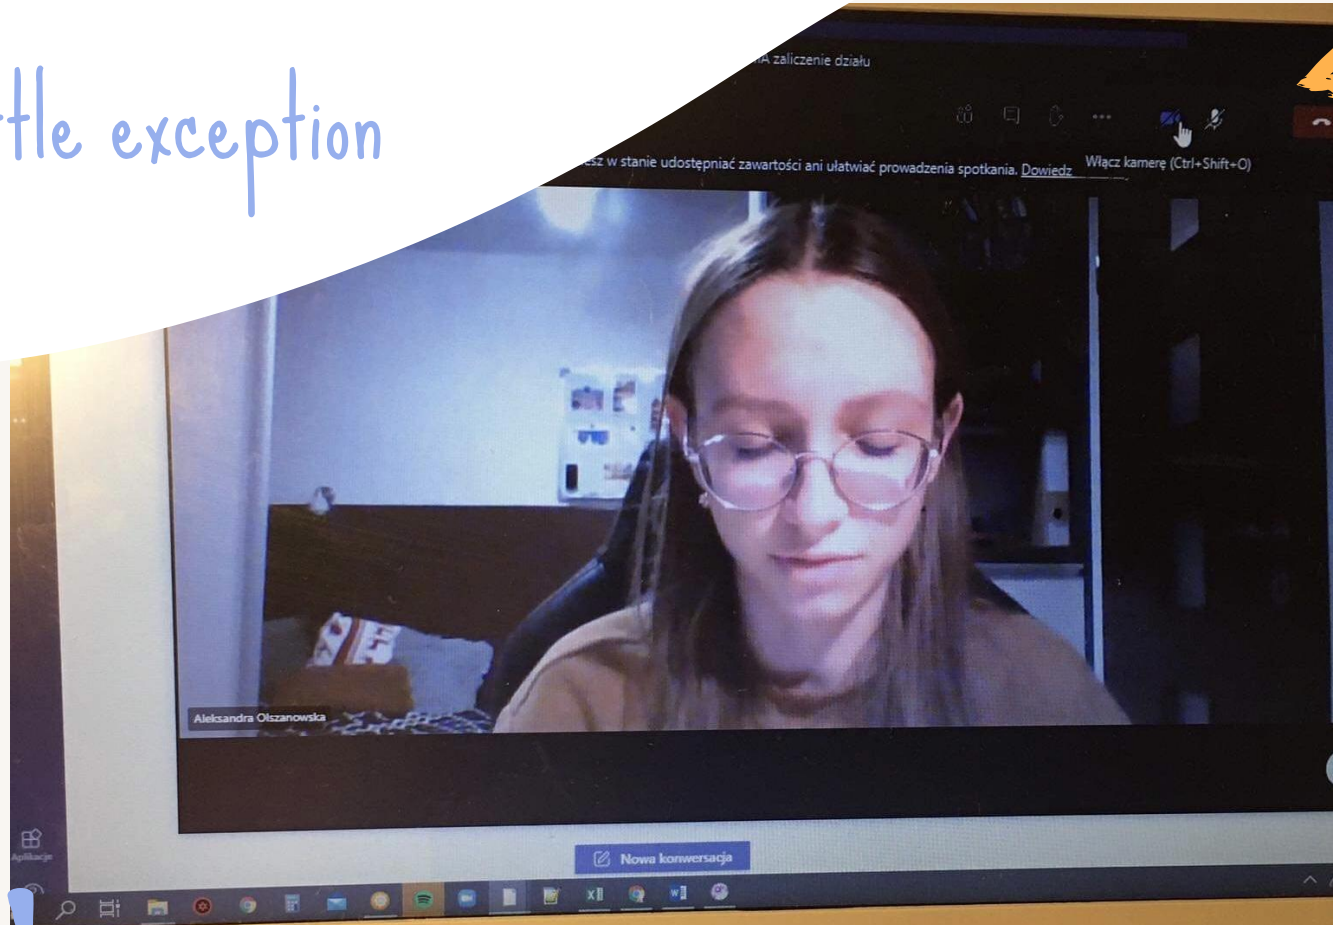 ttle exception
A zaliczenie działu
esz w stanie udostępniać zawartości ani ułatwiać prowadzenia spotkania. Dowiedz
Włącz kamerę (Ctrl+Shift+O)
Aleksandra Olszanowska
Nowa konwersacja
Aplikacje